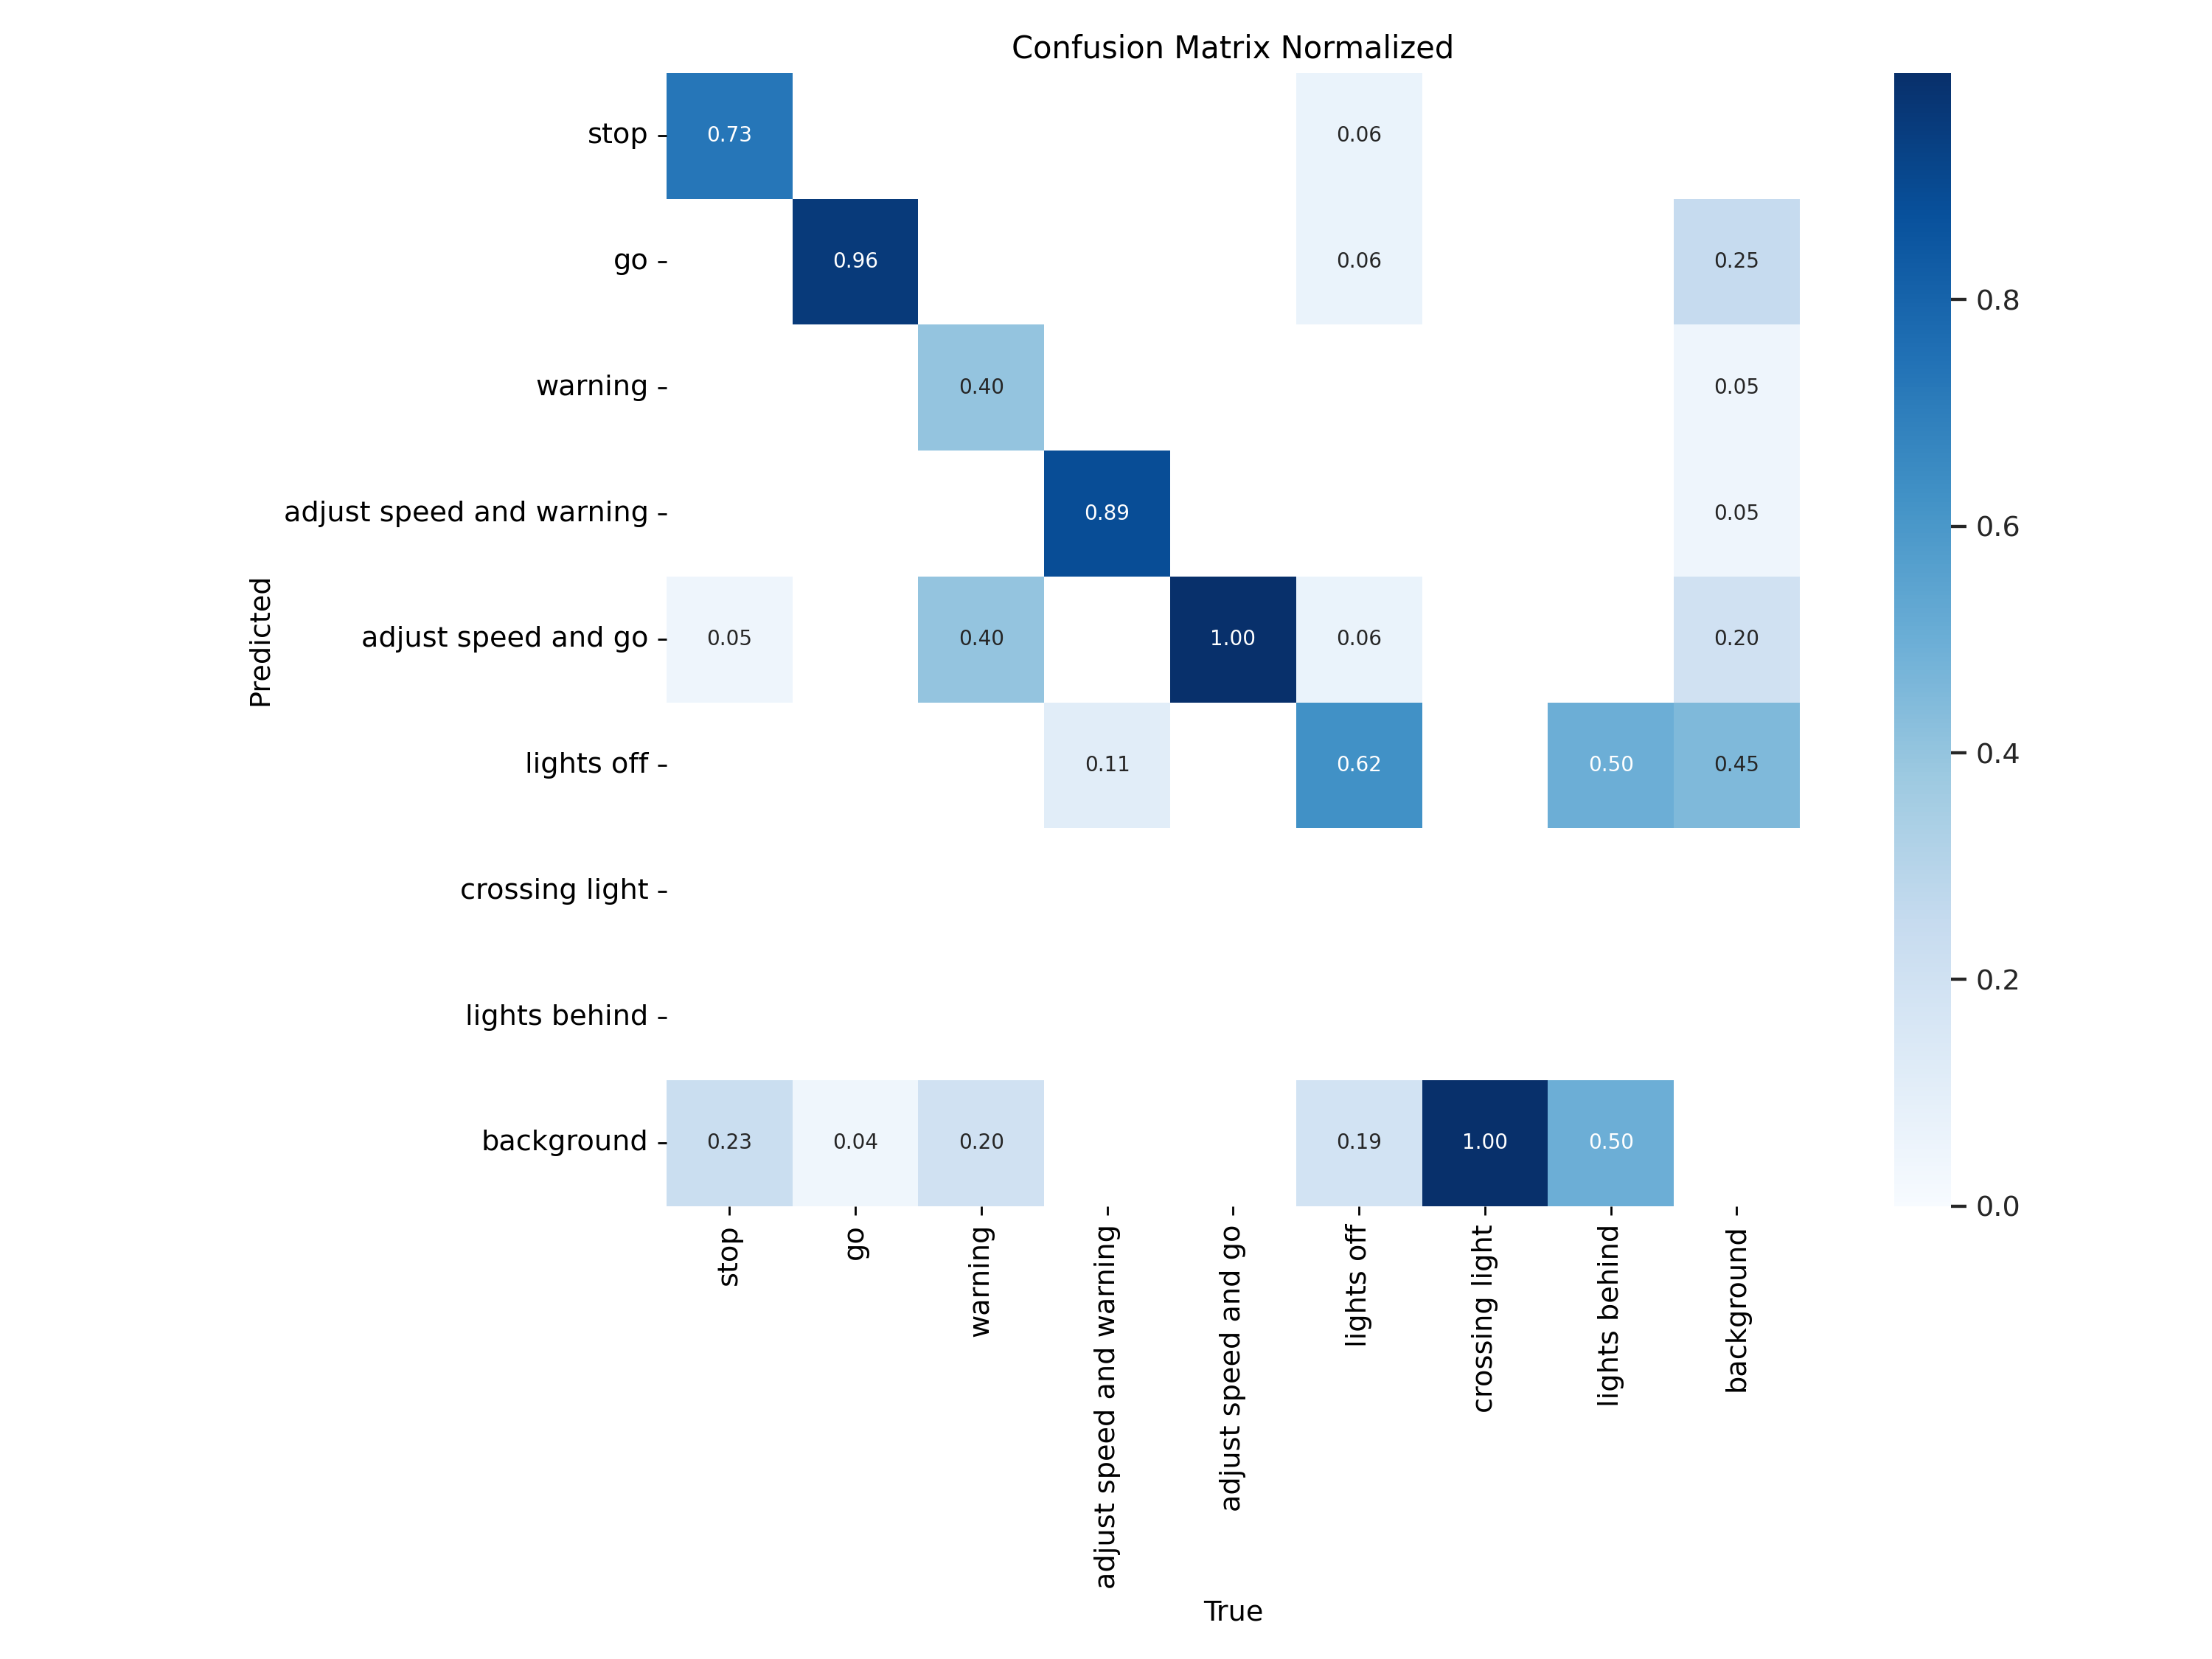 Confusion Matrix Normalized
stop
0.73
0.06
go
0.96
0.06
0.25
0.8
warning
0.40
0.05
adjust speed and warning
0.89
0.05
0.6
Predicted
adjust speed and go
0.05
0.40
1.00
0.06
0.20
lights off
0.11
0.62
0.50
0.45
0.4
crossing light
lights behind
0.2
background
0.23
0.04
0.20
0.19
1.00
0.50
0.0
stop
go
warning
adjust speed and warning
adjust speed and go
lights off
crossing light
lights behind
background
True